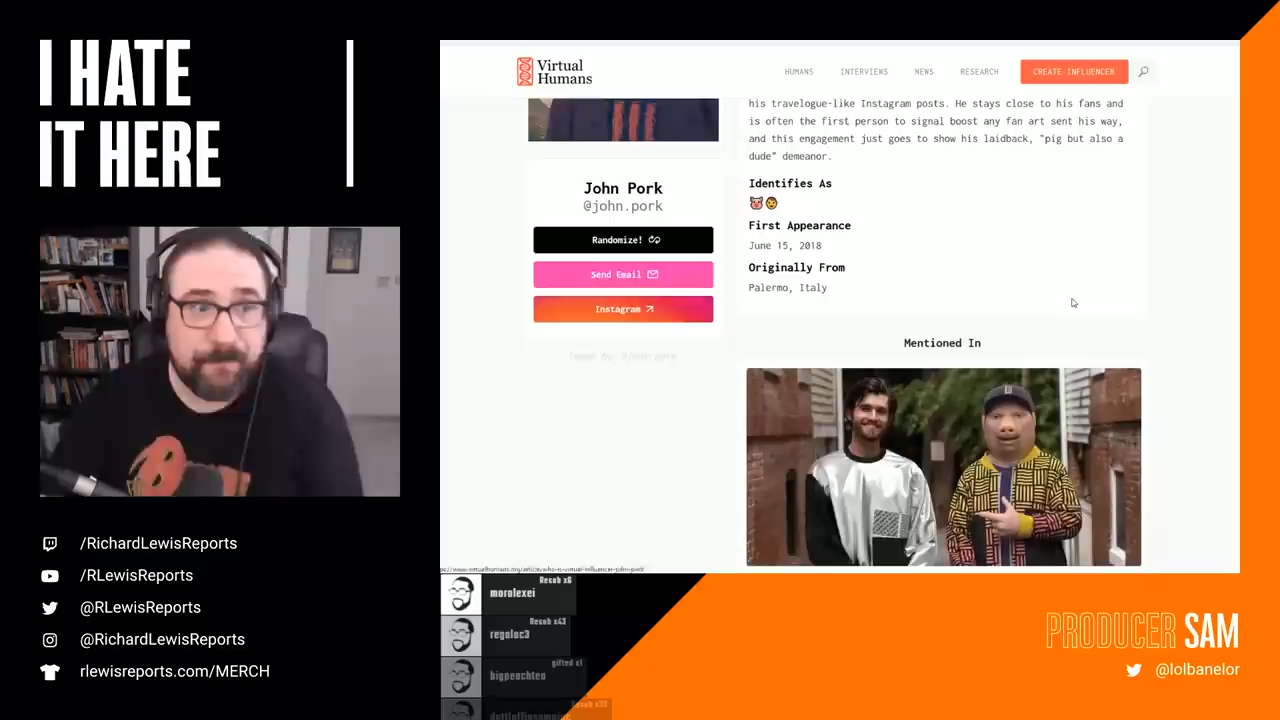 I HATE
IT HERE
/RichardLewisReports
/RLewisReports
@RLewisReports
@RichardLewisReports
rlewisreports.com/MERCH
Virtual
Humans
HUMANS
INTERVIEWS
NEWS
RESEARCH
CREATE INFLUENCER
his travelogue-like Instagram posts. He stays close to his fans and
is often the first person to signal boost any fan art sent his way,
and this engagement just goes to show his laidback, "pig but also a
dude" demeanor.
Identifies As
🐷👨
First Appearance
June 15, 2018
Originally From
Palermo, Italy
John Pork
@john.pork
Randomize!
Send Email
Instagram
Mentioned In
Resub x6
morolexei
Resub x43
regoloc3
gifted x1
bigpeachteo
Resub x33
PRODUCER SAM
@lolbanelor